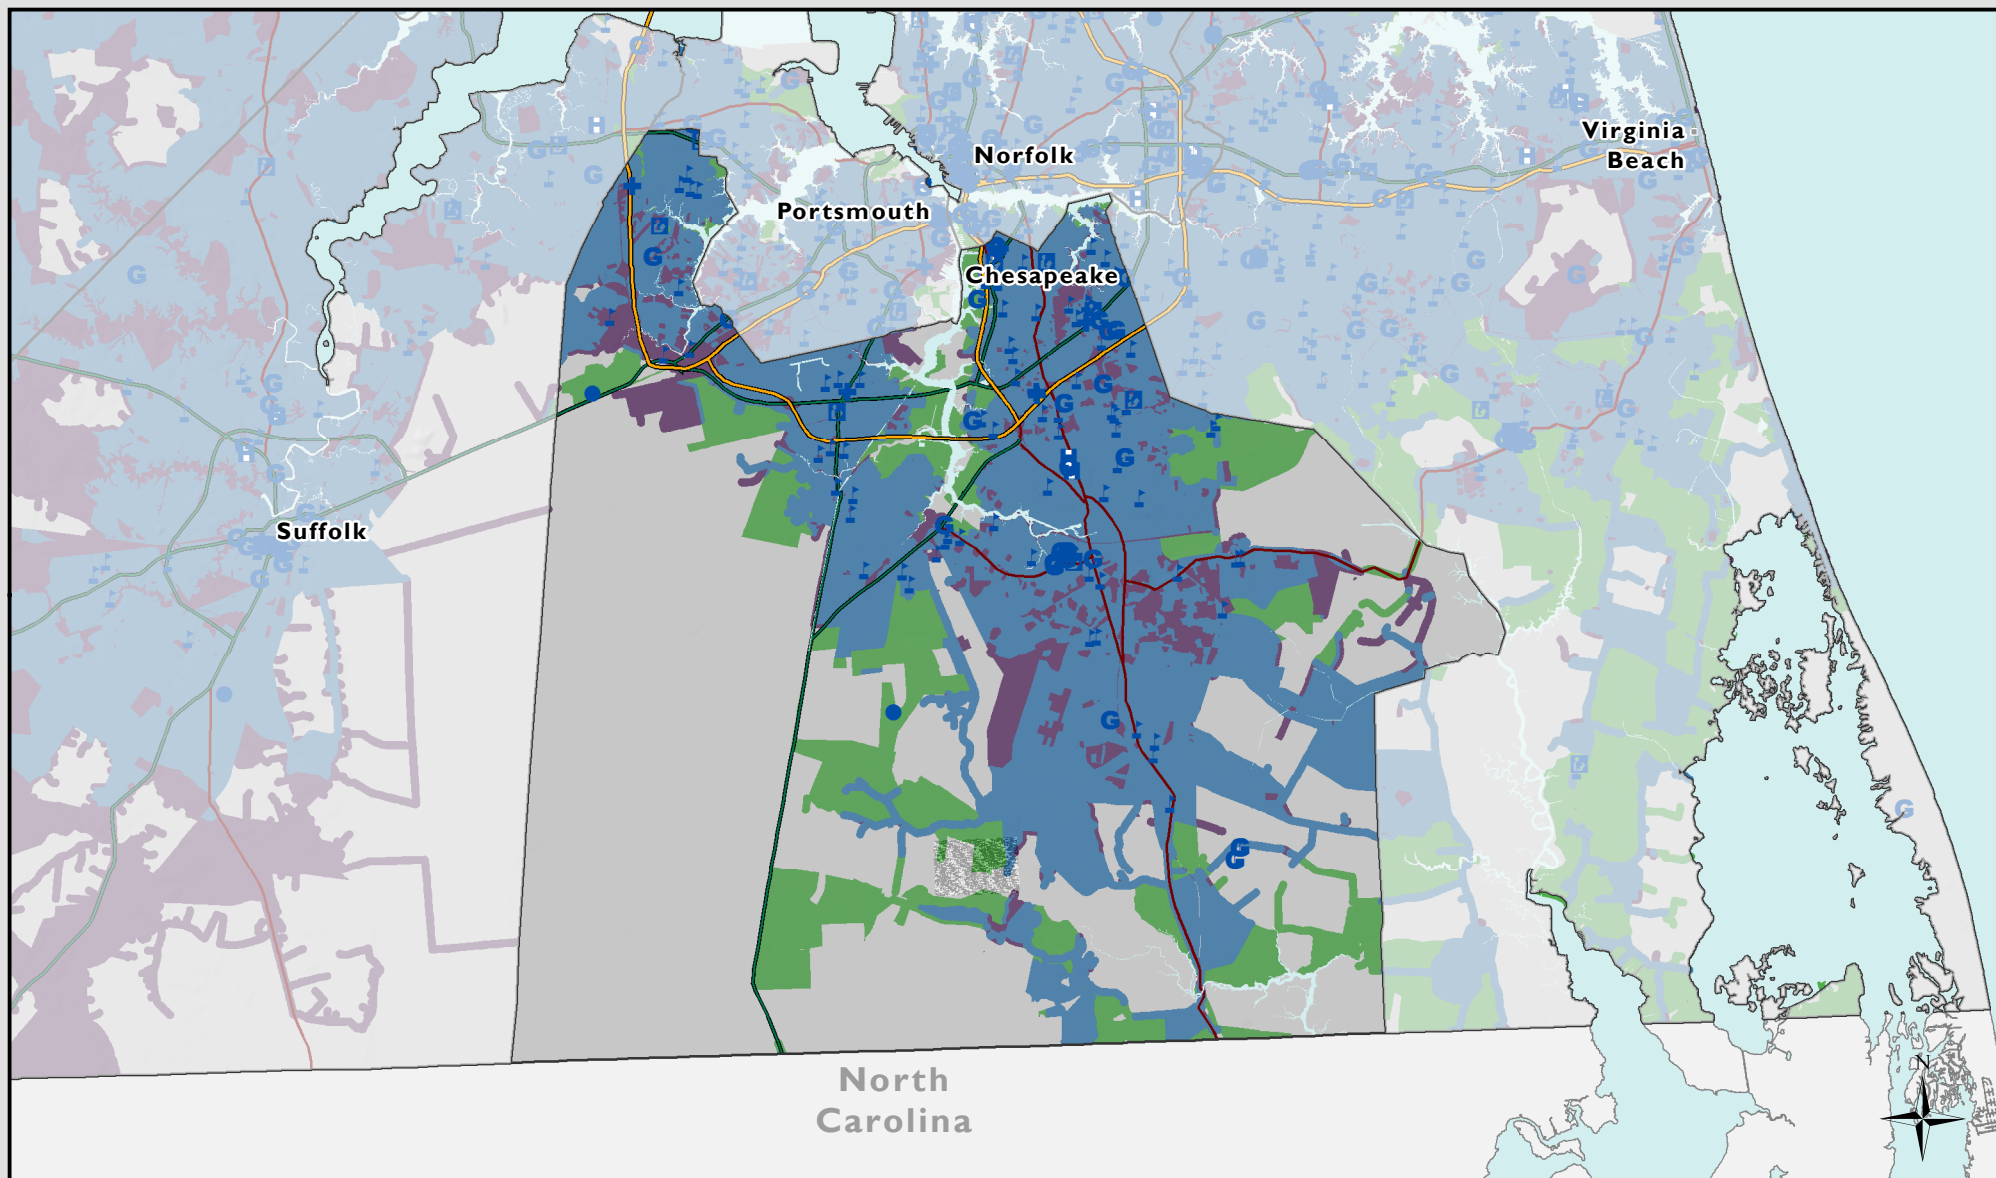 Virginia
Beach
Norfolk
Portsmouth
Chesapeake
Suffolk
North
Carolina
N